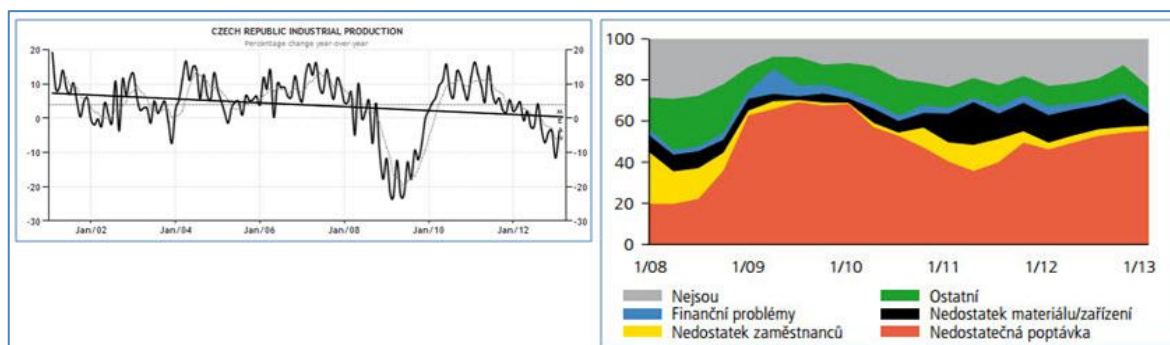 CZECH REPUBLIC INDUSTRIAL PRODUCTION
Percentage change year-over-year
20 20
10 10
0 0
-10 -10
-20 -20
-30 -30
Jan/02 Jan/04 Jan/06 Jan/08 Jan/10 Jan/12
100
80
60
40
20
0
1/08 1/09 1/10 1/11 1/12 1/13
Nejsou Ostatní
Finanční problémy Nedostatek materiálu/zařízení
Nedostatek zaměstnanců Nedostatečná poptávka